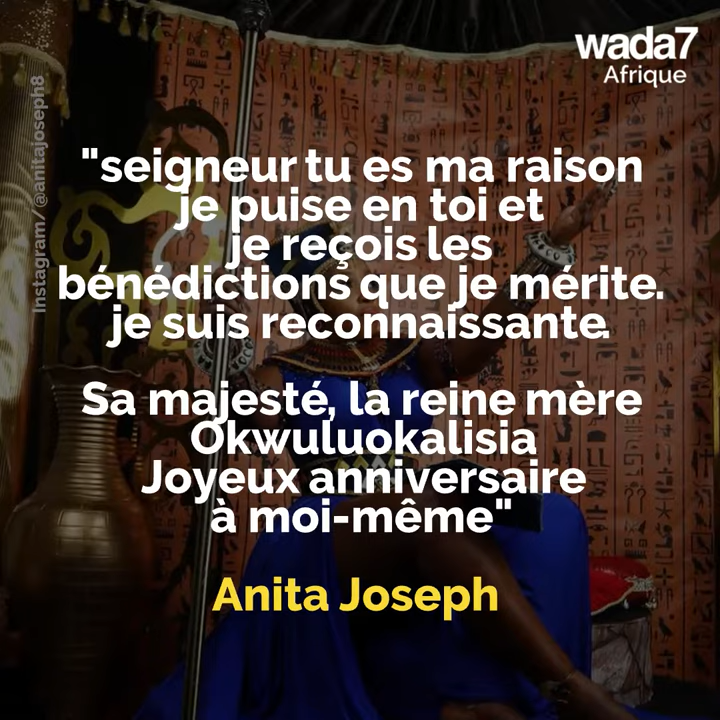 wada7
Afrique
Instagram/@anitajoseph8
"seigneur tu es ma raison
je puise en toi et
je reçois les
bénédictions que je mérite.
je suis reconnaissante.
Sa majesté, la reine mère
Okwuluokalisia
Joyeux anniversaire
à moi-même"
Anita Joseph